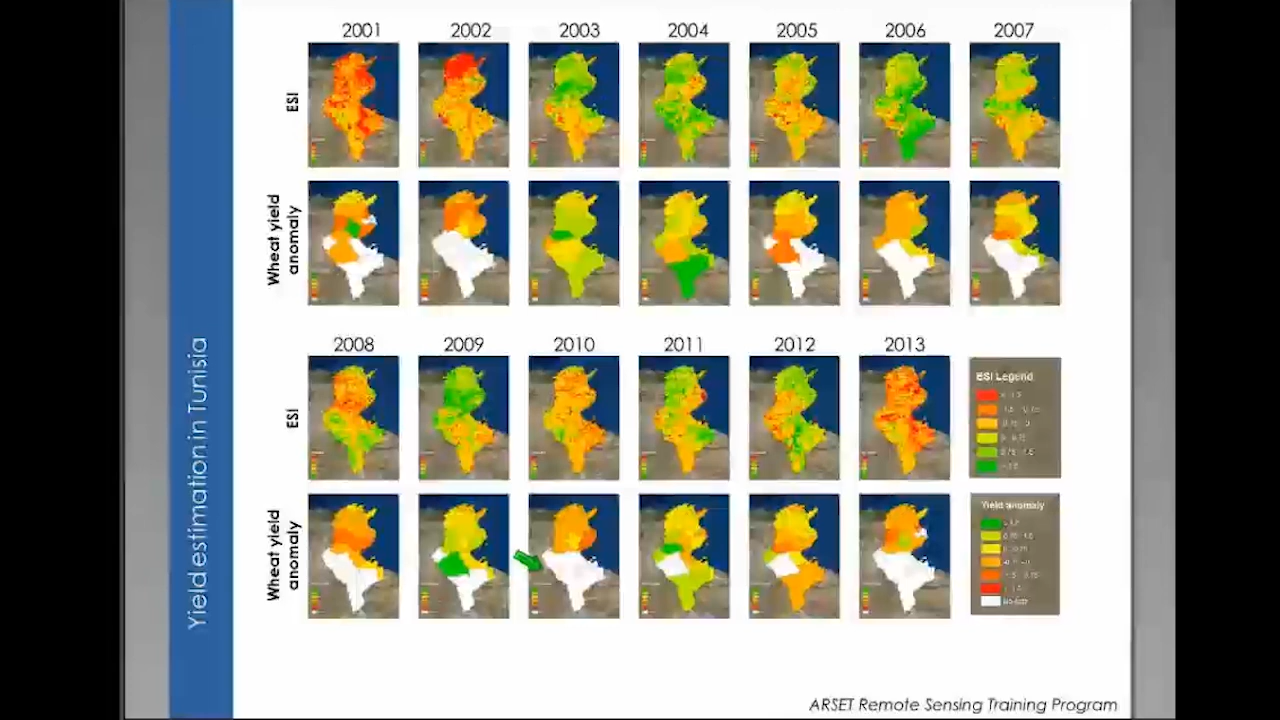 2001 2002 2003 2004 2005 2006 2007
ESI
Wheat yield
anomaly
2008 2009 2010 2011 2012 2013
ESI
ESI Legend
Wheat yield
anomaly
Yield anomaly
Yield estimation in Tunisia
ARSET Remote Sensing Training Program